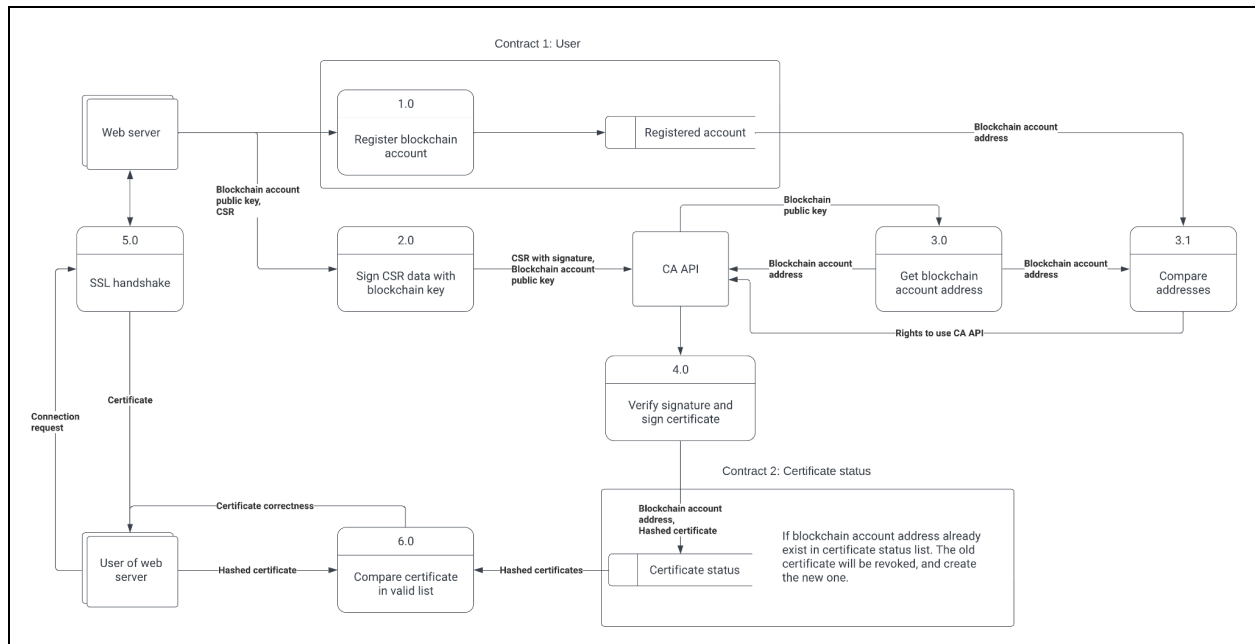 Contract 1: User
1.0
Register blockchain
account
Registered account
Web server
Blockchain account
address
Blockchain account
public key,
CSR
Blockchain
public key
5.0
SSL handshake
2.0
Sign CSR data with
blockchain key
CSR with signature,
Blockchain account
public key
CA API
Blockchain account
address
3.0
Get blockchain
account address
Blockchain account
address
3.1
Compare
addresses
Rights to use CA API
4.0
Verify signature and
sign certificate
Certificate
Connection
request
Contract 2: Certificate status
Certificate correctness
Blockchain account
address,
Hashed certificate
If blockchain account address already
exist in certificate status list. The old
certificate will be revoked, and create
the new one.
User of web
server
Hashed certificate
6.0
Compare certificate
in valid list
Hashed certificates
Certificate status